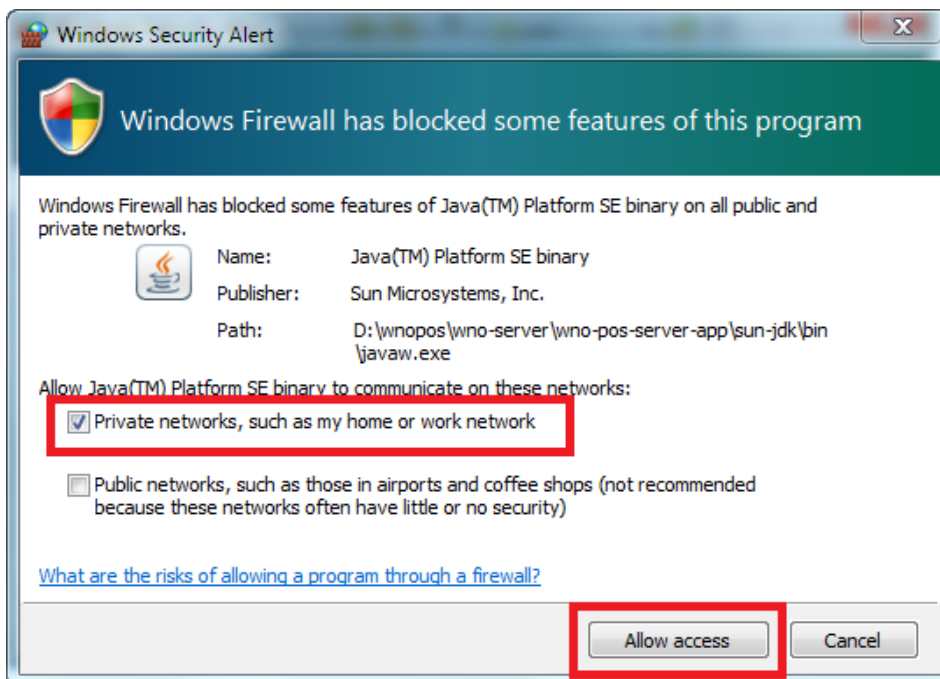 Windows Security Alert
Windows Firewall has blocked some features of this program
Windows Firewall has blocked some features of Java(TM) Platform SE binary on all public and
private networks.
Name: Java(TM) Platform SE binary
Publisher: Sun Microsystems, Inc.
Path: D:\wnopos\wno-server\wno-pos-server-app\sun-jdk\bin
\javaw.exe
Allow Java(TM) Platform SE binary to communicate on these networks:
Private networks, such as my home or work network
Public networks, such as those in airports and coffee shops (not recommended
because these networks often have little or no security)
What are the risks of allowing a program through a firewall?
Allow access Cancel